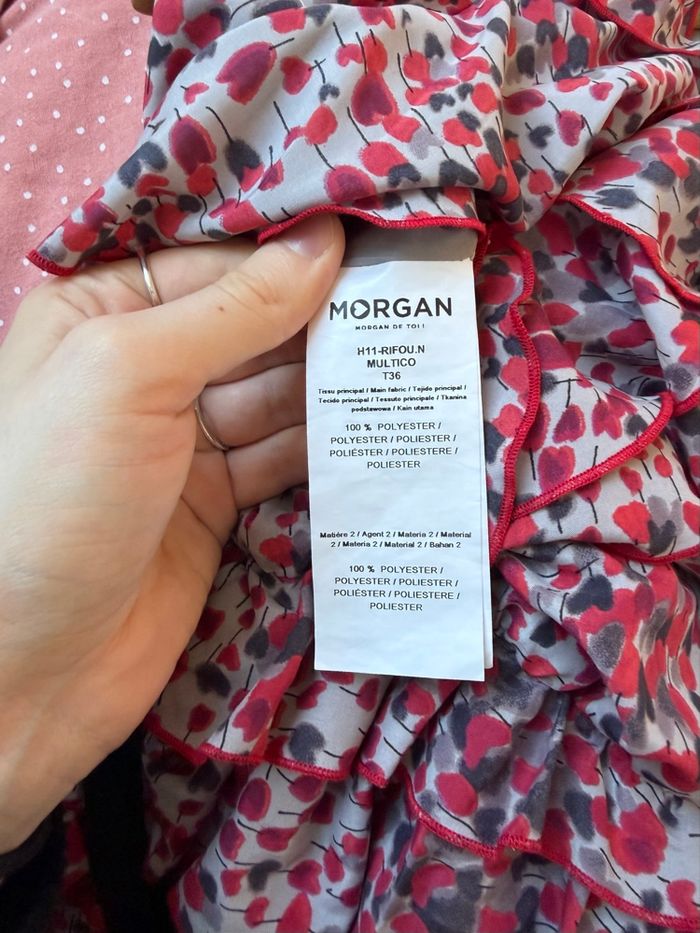 MORGAN
MORGAN DE TOI!
H11-RIFOU.N
MULTICO
T36
Tissu principal / Main fabric / Tejido principal /
Tecido principal / Tessuto principale / Tkanina
podstawowa / Kain utama
100 % POLYESTER /
POLYESTER / POLIESTER /
POLIÉSTER / POLIESTERE /
POLIESTER
Matière 2 / Agent 2 / Materia 2 / Material
2 / Materia 2 / Material 2 / Bahan 2
100 % POLYESTER /
POLYESTER / POLIESTER /
POLIÉSTER / POLIESTERE /
POLIESTER